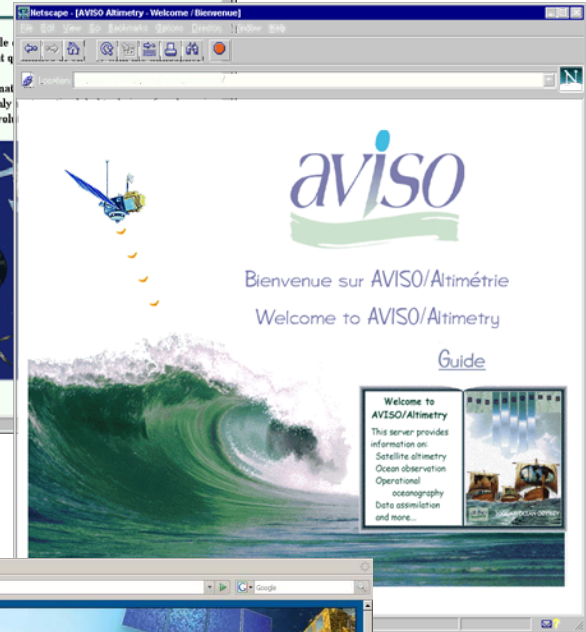 Netscape - [AVISO Altimetry - Welcome / Bienvenue]
File Edit View Go Bookmarks Options Directory Window Help
Location:
N
aviso
Bienvenue sur AVISO/Altimétrie
Welcome to AVISO/Altimetry
Guide
Welcome to
AVISO/Altimetry
This server provides
information on:
Satellite altimetry
Ocean observation
Operational
oceanography
Data assimilation
and more...
Google